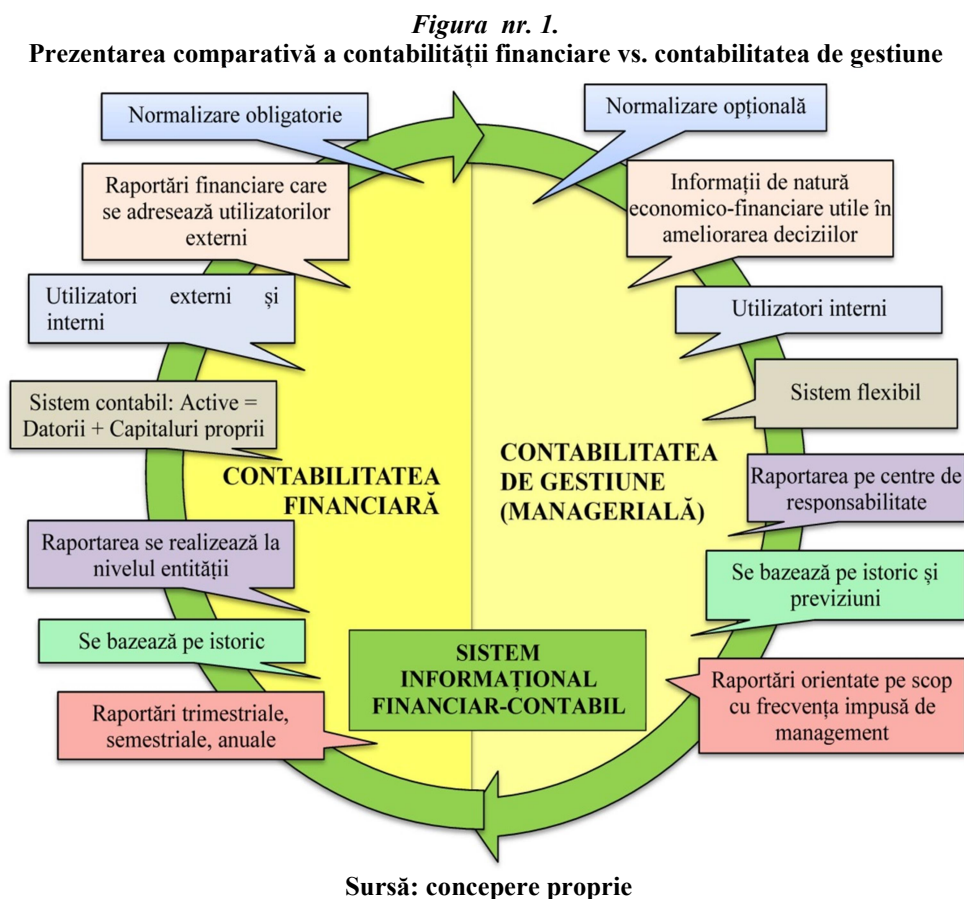 Figura nr. 1.
Prezentarea comparativă a contabilității financiare vs. contabilitatea de gestiune
Normalizare obligatorie
Raportări financiare care
se adresează utilizatorilor
externi
Utilizatori externi și
interni
Sistem contabil: Active =
Datorii + Capitaluri proprii
CONTABILITATEA
FINANCIARĂ
Raportarea se realizează la
nivelul entității
Se bazează pe istoric
Raportări trimestriale,
semestriale, anuale
Normalizare opțională
Informații de natură
economico-financiare utile în
ameliorarea deciziilor
Utilizatori interni
Sistem flexibil
CONTABILITATEA
DE GESTIUNE
(MANAGERIALĂ)
Raportarea pe centre de
responsabilitate
Se bazează pe istoric și
previziuni
Raportări orientate pe scop
cu frecvența impusă de
management
SISTEM
INFORMAȚIONAL
FINANCIAR-CONTABIL
Sursă: concepere proprie